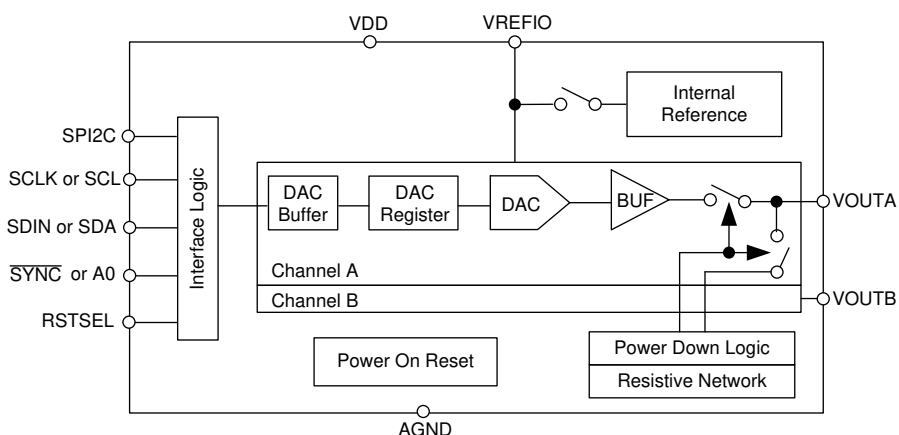 VDD
VREFIO
Internal
Reference
SPI2C
SCLK or SCL
SDIN or SDA
SYNC or A0
RSTSEL
Interface Logic
DAC
Buffer
DAC
Register
DAC
BUF
VOUTA
Channel A
Channel B
VOUTB
Power On Reset
Power Down Logic
Resistive Network
AGND